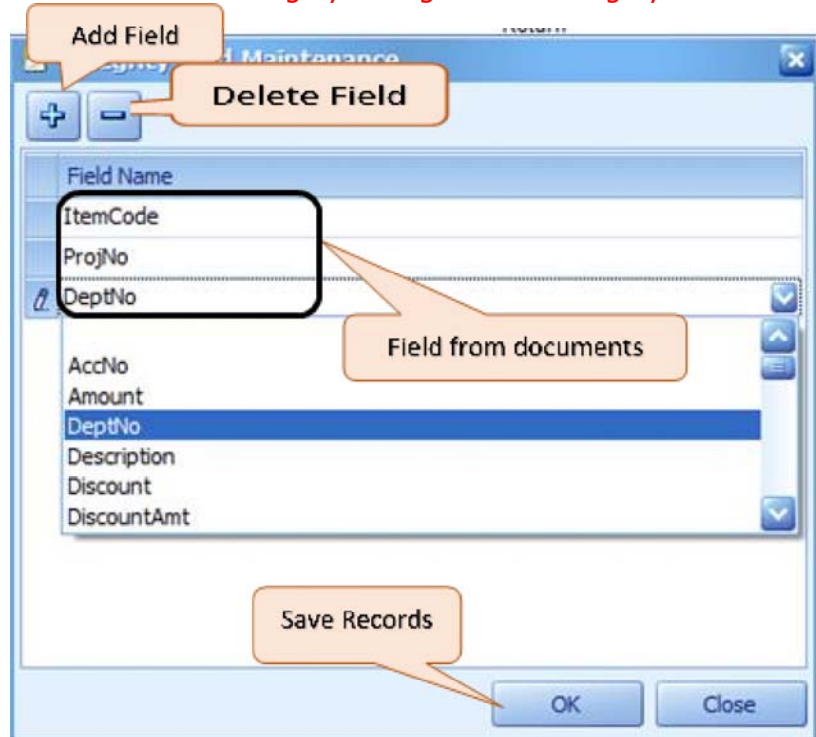 Add Field
Maintenance
Delete Field
Field Name
ItemCode
ProjNo
DeptNo
Field from documents
AccNo
Amount
DeptNo
Description
Discount
DiscountAmt
Save Records
OK
Close